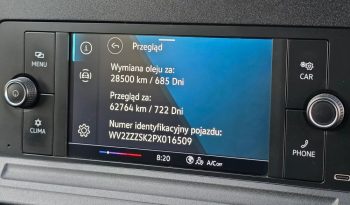 Przegląd
MENU
CAR
Wymiana oleju za:
28500 km / 685 Dni
Przegląd za:
62764 km / 722 Dni
CLIMA
PHONE
Numer identyfikacyjny pojazdu:
WV2ZZZSK2PX016509
8:20
A/C OFF